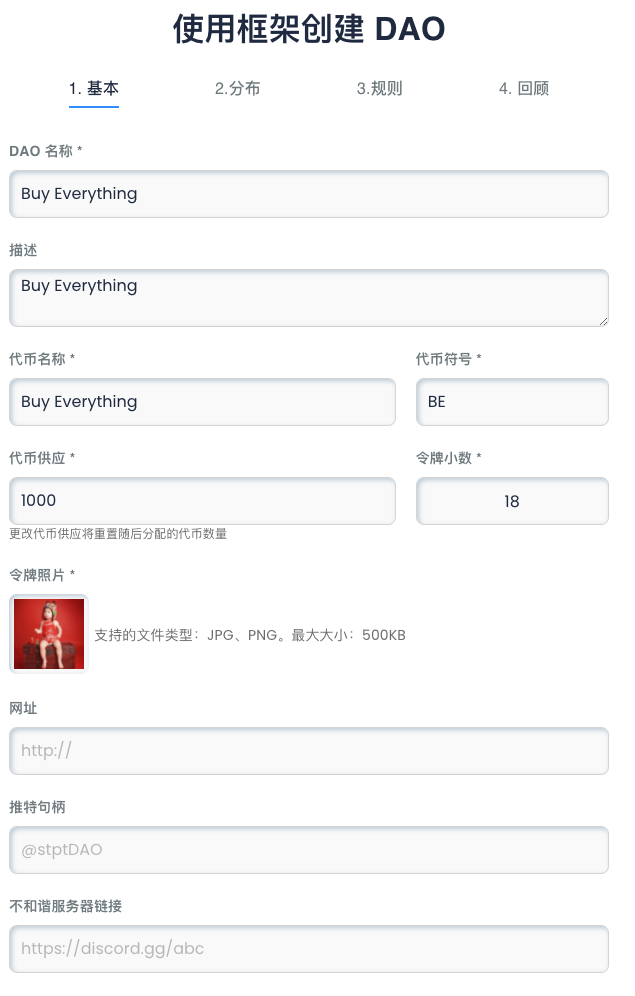 使用框架创建 DAO
1. 基本
2.分布
3.规则
4. 回顾
DAO 名称 *
Buy Everything
描述
Buy Everything
代币名称 *
代币符号 *
Buy Everything
BE
代币供应 *
令牌小数 *
1000
18
更改代币供应将重置随后分配的代币数量
令牌照片 *
支持的文件类型：JPG、PNG。最大大小：500KB
网址
http://
推特句柄
@stptDAO
不和谐服务器链接
https://discord.gg/abc